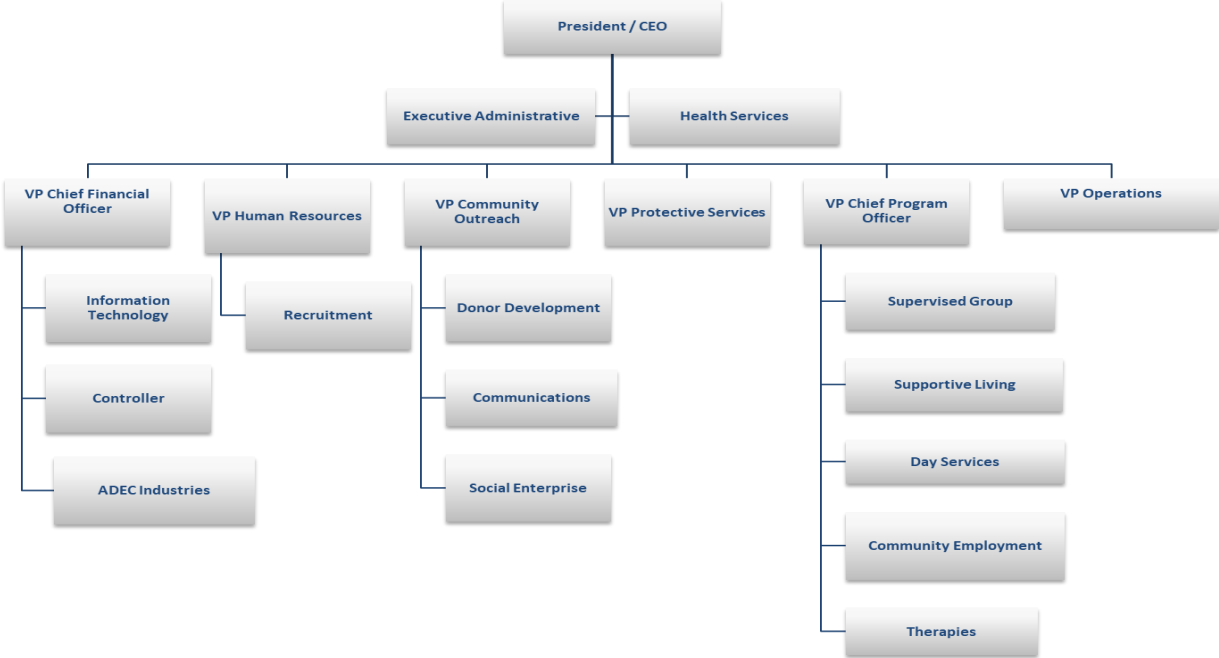 President / CEO
Executive Administrative
Health Services
VP Chief Financial
Officer
VP Human Resources
VP Community
Outreach
VP Protective Services
VP Chief Program
Officer
VP Operations
Information
Technology
Controller
ADEC Industries
Recruitment
Donor Development
Communications
Social Enterprise
Supervised Group
Supportive Living
Day Services
Community Employment
Therapies